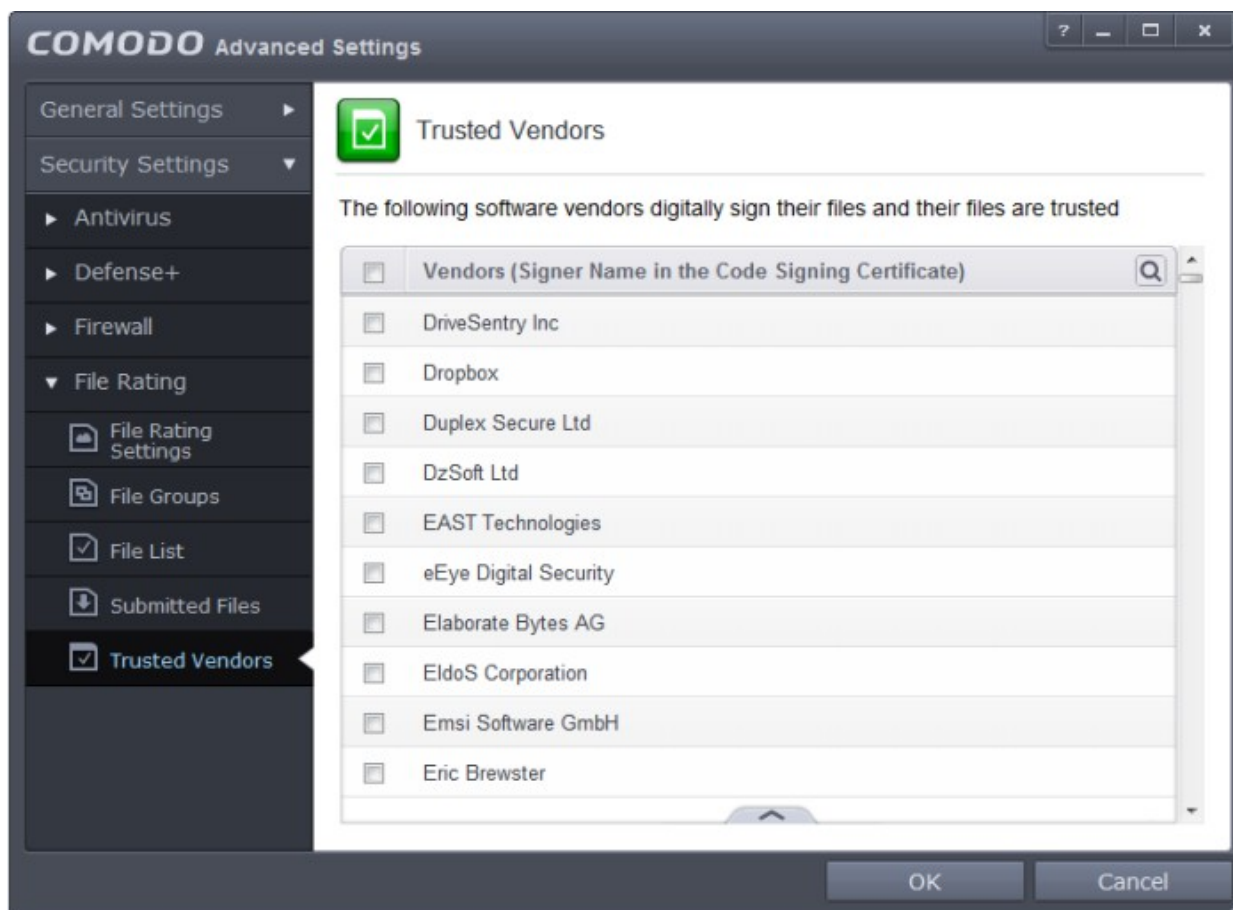 COMODO Advanced Settings
?
General Settings
Security Settings
Antivirus
Defense+
Firewall
File Rating
File Rating
Settings
File Groups
File List
Submitted Files
Trusted Vendors
Trusted Vendors
The following software vendors digitally sign their files and their files are trusted
Vendors (Signer Name in the Code Signing Certificate)
DriveSentry Inc
Dropbox
Duplex Secure Ltd
DzSoft Ltd
EAST Technologies
eEye Digital Security
Elaborate Bytes AG
EldoS Corporation
Emsi Software GmbH
Eric Brewster
OK
Cancel